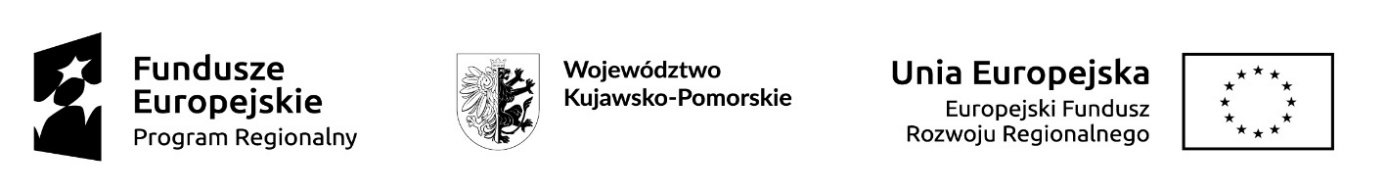 Fundusze
Europejskie
Program Regionalny
Województwo
Kujawsko-Pomorskie
Unia Europejska
Europejski Fundusz
Rozwoju Regionalnego